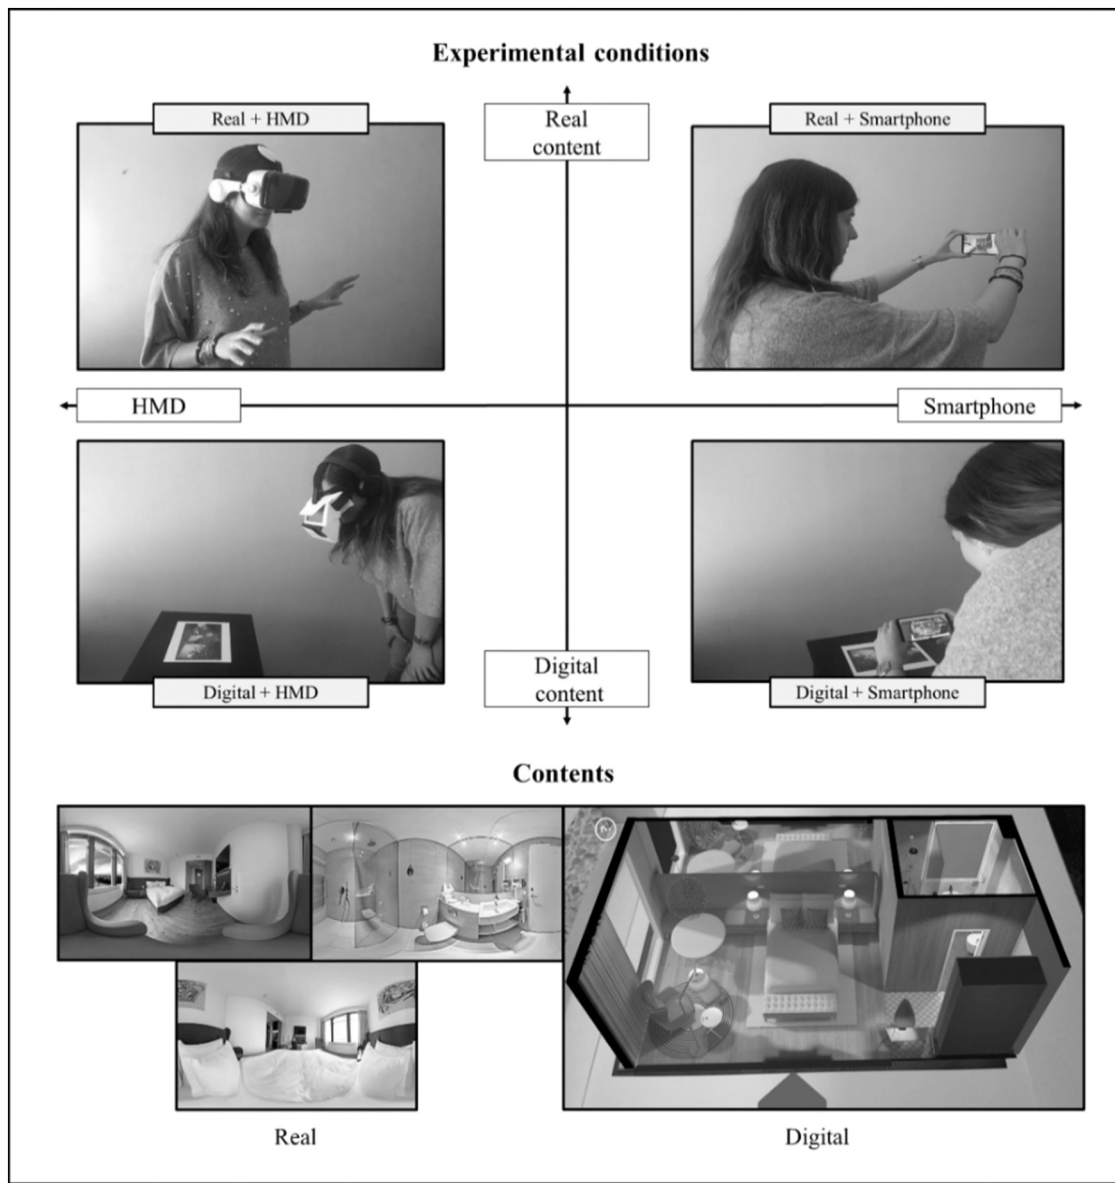 Experimental conditions
Real + HMD
Real
content
Real + Smartphone
HMD
Smartphone
Digital + HMD
Digital
content
Digital + Smartphone
Contents
Real
Digital